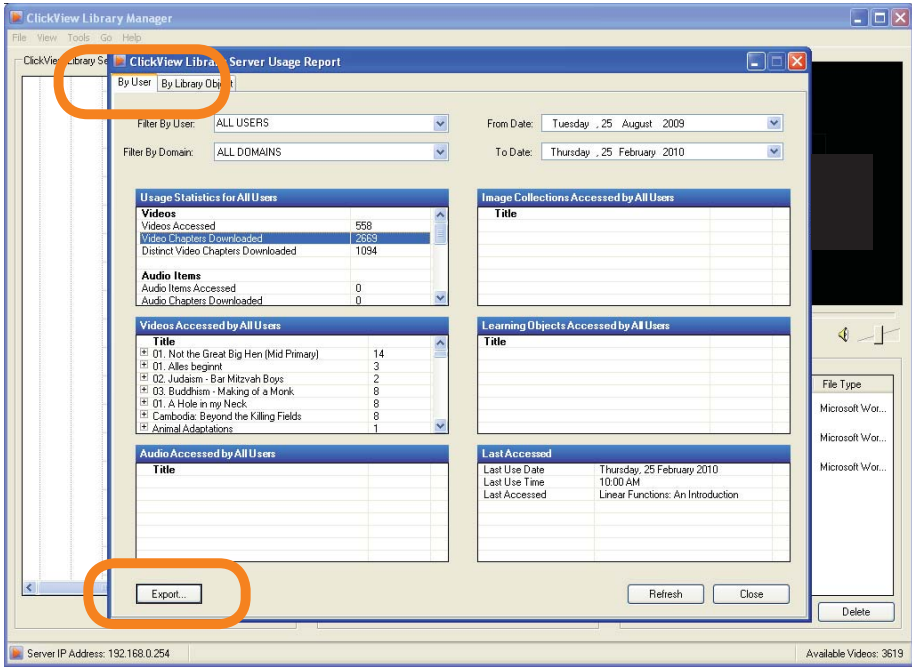 ClickView Library Manager
File View Tools Go Help
ClickView Library Se
ClickView Library Server Usage Report
By User By Library Object
Filter By User: ALL USERS
From Date: Tuesday , 25 August 2009
Filter By Domain: ALL DOMAINS
To Date: Thursday , 25 February 2010
Usage Statistics for All Users
Videos
Videos Accessed 558
Video Chapters Downloaded 2669
Distinct Video Chapters Downloaded 1094
Audio Items
Audio Items Accessed 0
Audio Chapters Downloaded 0
Image Collections Accessed by All Users
Title
Videos Accessed by All Users
Title
01. Not the Great Big Hen (Mid Primary) 14
01. Alles beginnt 3
02. Judaism - Bar Mitzvah Boys 2
03. Buddhism - Making of a Monk 8
01. A Hole in my Neck 8
Cambodia: Beyond the Killing Fields 8
Animal Adaptations 1
Learning Objects Accessed by All Users
Title
File Type
Microsoft Wor...
Microsoft Wor...
Microsoft Wor...
Audio Accessed by All Users
Title
Last Accessed
Last Use Date Thursday, 25 February 2010
Last Use Time 10:00 AM
Last Accessed Linear Functions: An Introduction
Export... Refresh Close
Delete
Server IP Address: 192.168.0.254
Available Videos: 3619